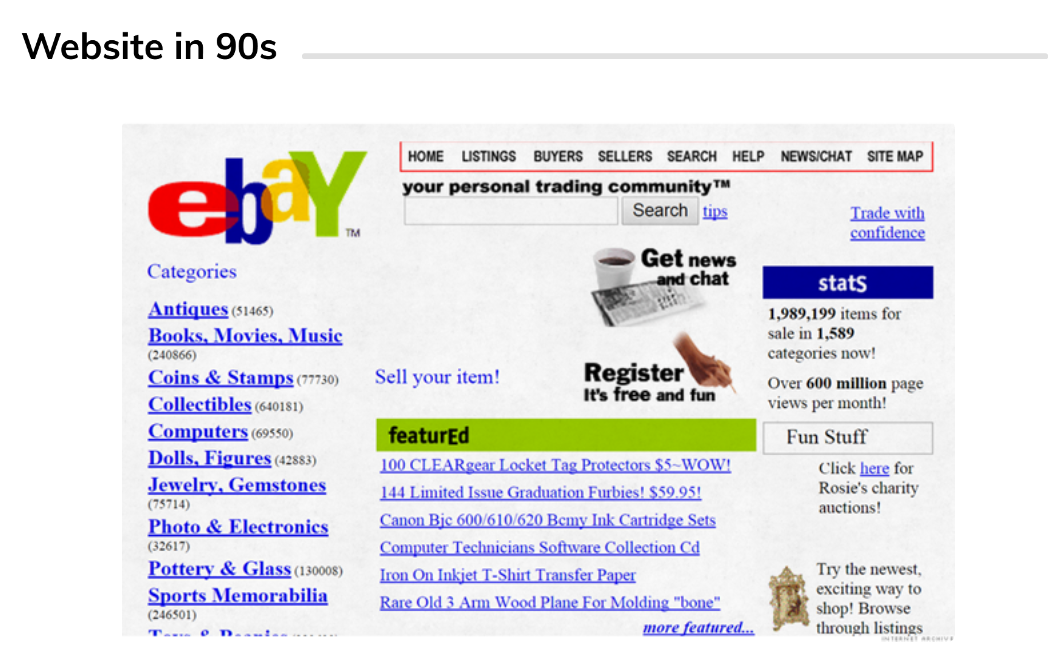 Website in 90s
ebaY™
HOME LISTINGS BUYERS SELLERS SEARCH HELP NEWS/CHAT SITE MAP
your personal trading community™
Search tips
Trade with
confidence
Categories
Antiques (51465)
Books, Movies, Music
(240866)
Coins & Stamps (77730)
Collectibles (640181)
Computers (69550)
Dolls, Figures (42883)
Jewelry, Gemstones
(75714)
Photo & Electronics
(32617)
Pottery & Glass (130008)
Sports Memorabilia
(246501)
Get news
and chat
Sell your item!
Register
It's free and fun
featurEd
100 CLEARgear Locket Tag Protectors $5~WOW!
144 Limited Issue Graduation Furbies! $59.95!
Canon Bjc 600/610/620 Bcmy Ink Cartridge Sets
Computer Technicians Software Collection Cd
Iron On Inkjet T-Shirt Transfer Paper
Rare Old 3 Arm Wood Plane For Molding "bone"
more featured...
statS
1,989,199 items for
sale in 1,589
categories now!
Over 600 million page
views per month!
Fun Stuff
Click here for
Rosie's charity
auctions!
Try the newest,
exciting way to
shop! Browse
through listings
INTERNET ARCHIVE